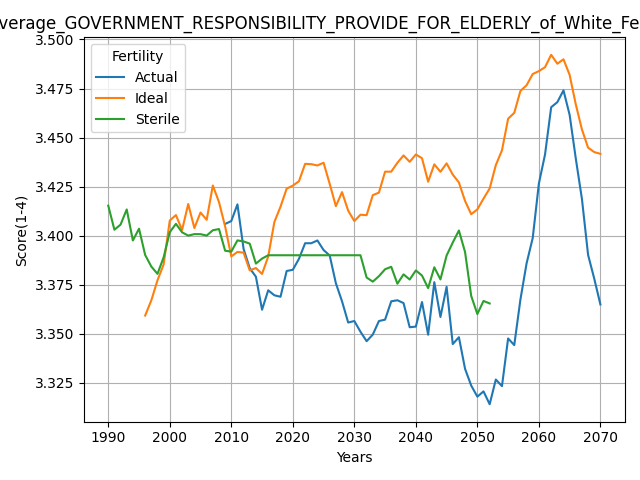 verage_GOVERNMENT_RESPONSIBILITY_PROVIDE_FOR_ELDERLY_of_White_Fe
Fertility
Actual
Ideal
Sterile
3.500
3.475
3.450
3.425
3.400
3.375
3.350
3.325
Score(1-4)
1990 2000 2010 2020 2030 2040 2050 2060 2070
Years